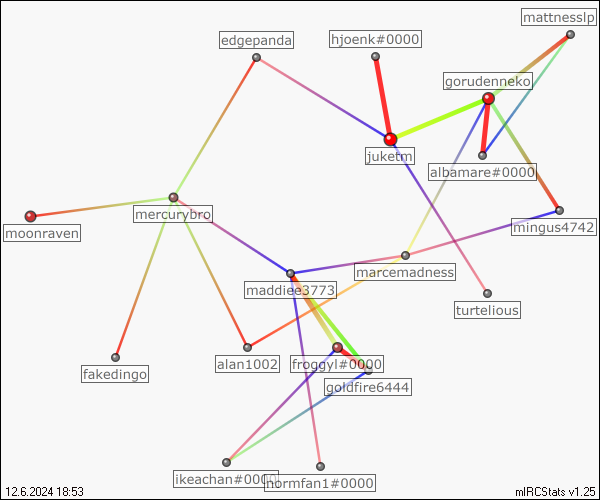 mattnesslp
edgepanda
hjoenk#0000
gorudenneko
juketm
albamare#0000
mercurybro
moonraven
mingus4742
marcemadness
maddiee3773
turtelious
fakedingo
alan1002
froggyl#0000
goldfire6444
ikeachan#0000
normfan1#0000
12.6.2024 18:53
mIRCStats v1.25